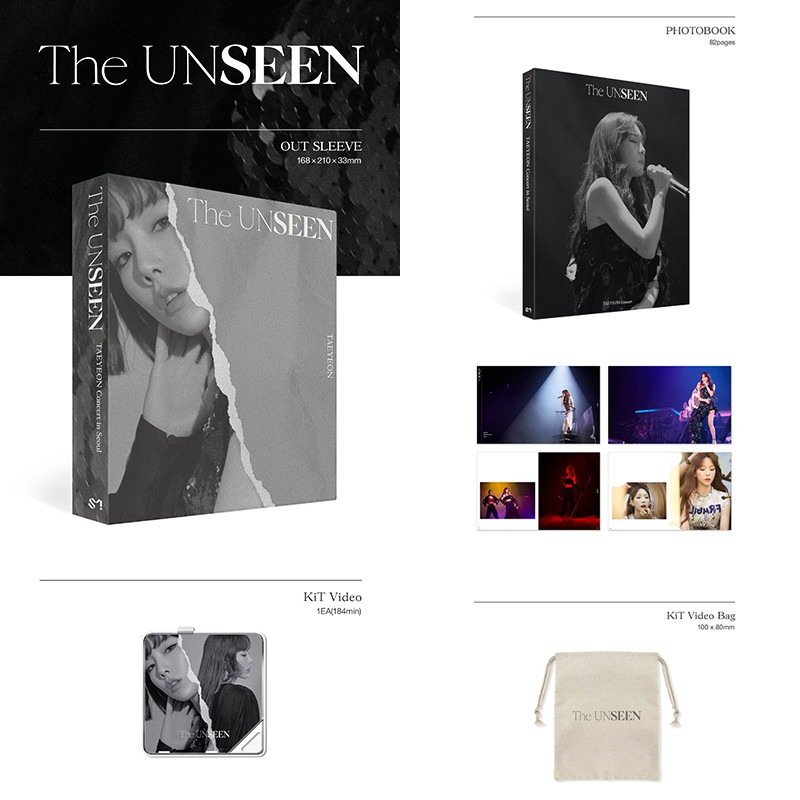 The UNSEEN
OUT SLEEVE
168 × 210 × 33mm
The UNSEEN
TAEYEON Concert in Seoul
The UNSEEN
TAEYEON
PHOTOBOOK
82pages
The UNSEEN
TAEYEON Concert in Seoul
The UNSEEN
TAEYEON Concert
KiT Video
1EA(184min)
The UNSEEN
KiT Video Bag
100 x 80mm
The UNSEEN